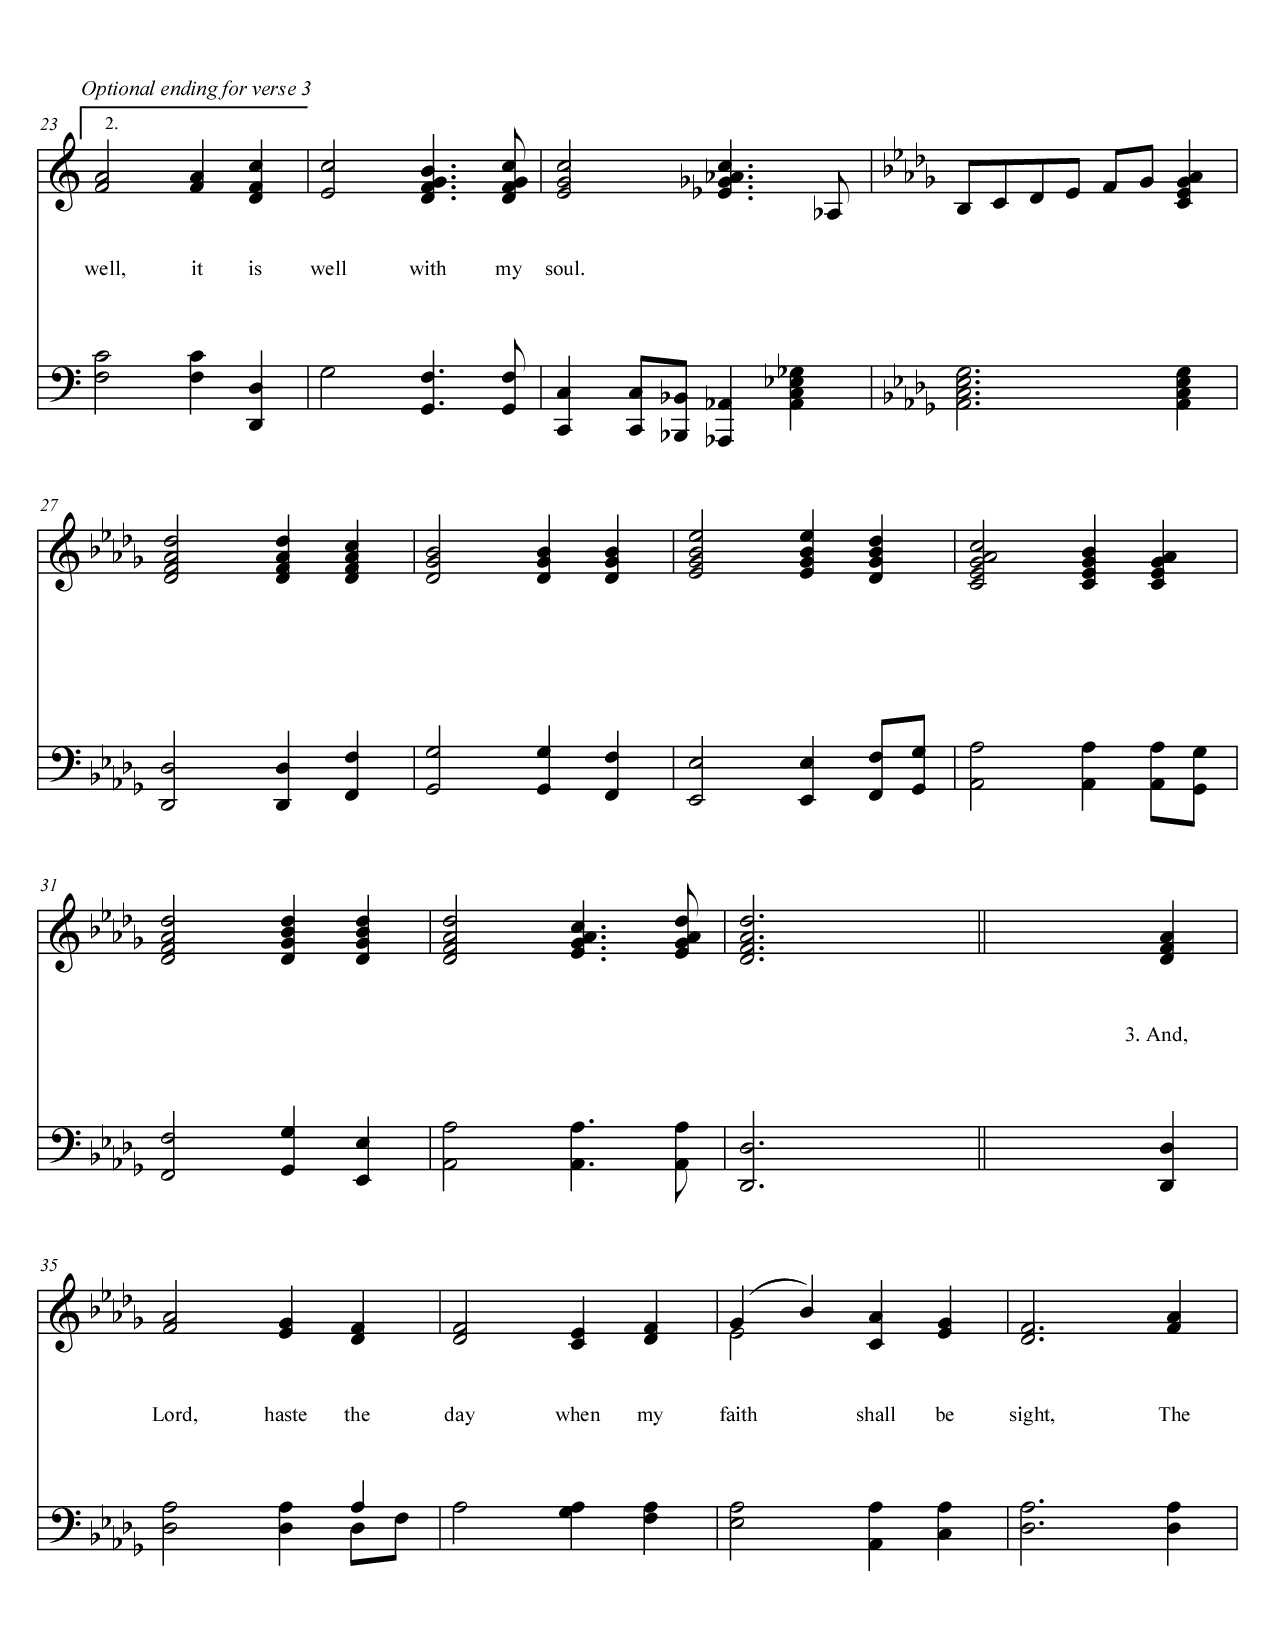 Optional ending for verse 3
23
2.
well, it is well with my soul.
27
31
3. And,
35
Lord, haste the day when my faith shall be sight, The